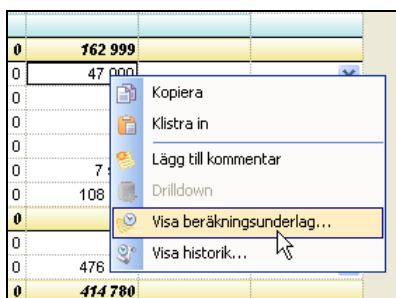 0 162 999
0 47 000
0 Kopiera
0 Klistra in
0
0 7 Lägg till kommentar
0 108 Drilldown
0 Visa beräkningsunderlag...
0 Visa historik...
0 476
0 414 780